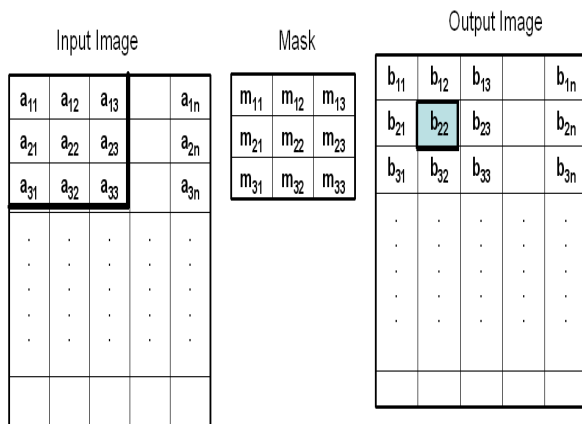 Input Image Mask Output Image
a11 a12 a13 a1n
a21 a22 a23 a2n
a31 a32 a33 a3n
. . . . .
. . . . .
. . . . .
. . . . .
. . . . .
m11 m12 m13
m21 m22 m23
m31 m32 m33
b11 b12 b13 b1n
b21 b22 b23 b2n
b31 b32 b33 b3n
. . . . .
. . . . .
. . . . .
. . . . .
. . . . .